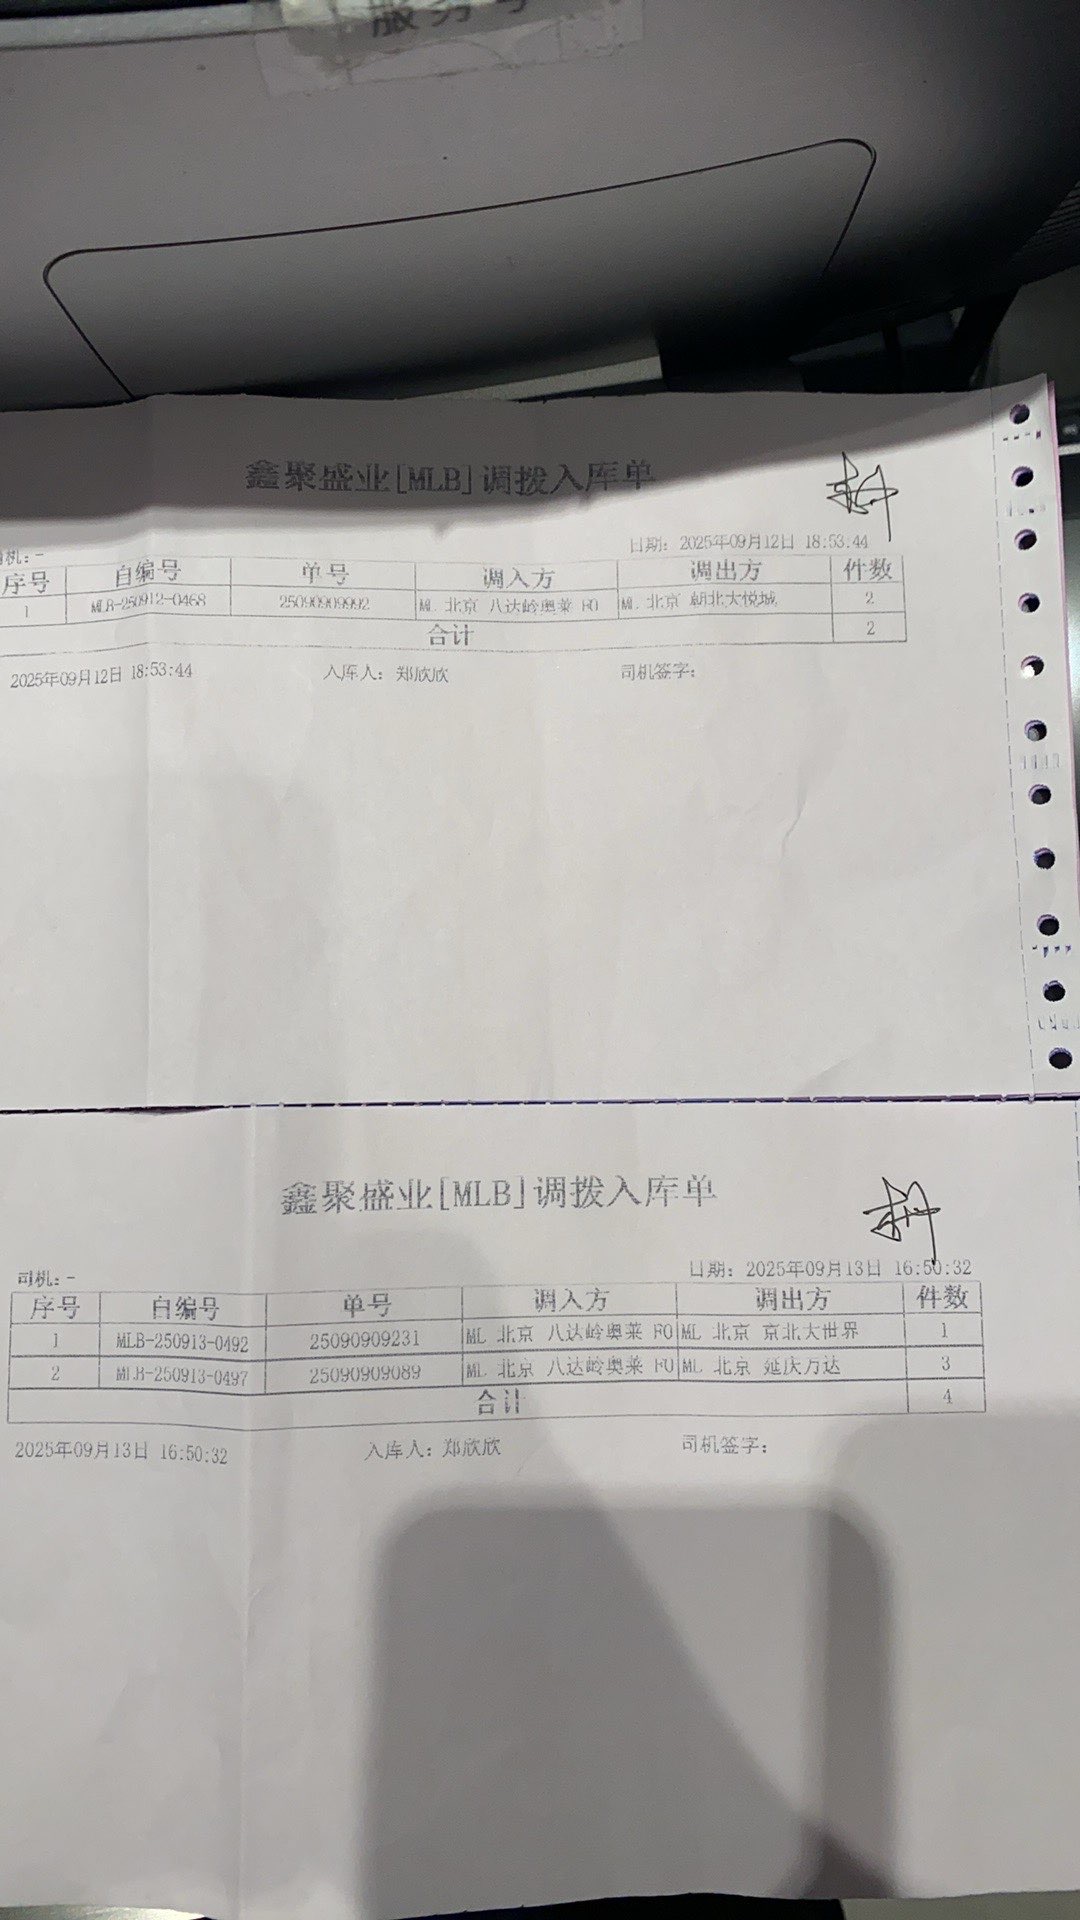 服务号
鑫聚盛业[MLB]调拨入库单
日期：2025年09月12日 18:53:44
机：-
序号 自编号 单号 调入方 调出方 件数
1 MLB-250912-0468 25090909992 ML 北京 八达岭奥莱 FO ML 北京 朝北大悦城 2
合计 2
2025年09月12日 18:53:44 入库人：郑欣欣 司机签字：
鑫聚盛业[MLB]调拨入库单
司机：- 日期：2025年09月13日 16:50:32
序号 自编号 单号 调入方 调出方 件数
1 MLB-250913-0492 25090909231 ML 北京 八达岭奥莱 FO ML 北京 京北大世界 1
2 MLB-250913-0497 25090909089 ML 北京 八达岭奥莱 FO ML 北京 延庆万达 3
合计 4
2025年09月13日 16:50:32 入库人：郑欣欣 司机签字：